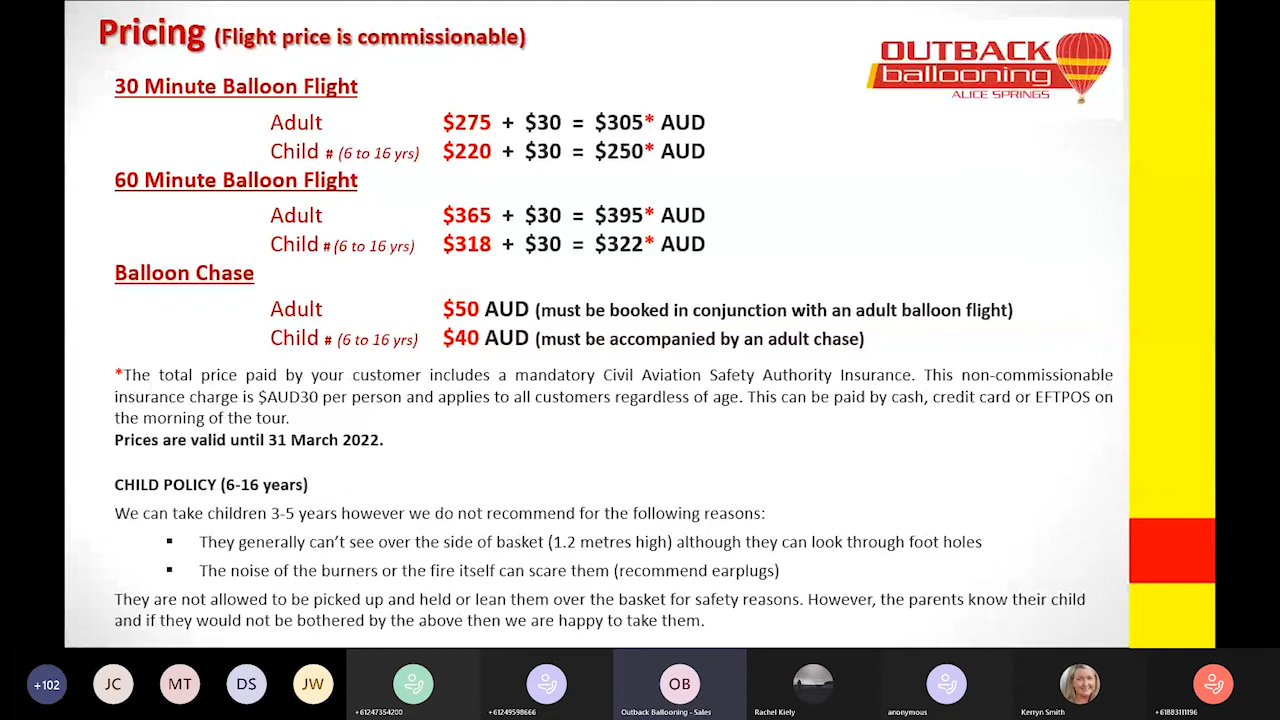 Pricing (Flight price is commissionable)
OUTBACK
ballooning
ALICE SPRINGS
30 Minute Balloon Flight
Adult $275 + $30 = $305* AUD
Child # (6 to 16 yrs) $220 + $30 = $250* AUD
60 Minute Balloon Flight
Adult $365 + $30 = $395* AUD
Child # (6 to 16 yrs) $318 + $30 = $322* AUD
Balloon Chase
Adult $50 AUD (must be booked in conjunction with an adult balloon flight)
Child # (6 to 16 yrs) $40 AUD (must be accompanied by an adult chase)
*The total price paid by your customer includes a mandatory Civil Aviation Safety Authority Insurance. This non-commissionable
insurance charge is $AUD30 per person and applies to all customers regardless of age. This can be paid by cash, credit card or EFTPOS on
the morning of the tour.
Prices are valid until 31 March 2022.
CHILD POLICY (6-16 years)
We can take children 3-5 years however we do not recommend for the following reasons:
▪ They generally can't see over the side of basket (1.2 metres high) although they can look through foot holes
▪ The noise of the burners or the fire itself can scare them (recommend earplugs)
They are not allowed to be picked up and held or lean them over the basket for safety reasons. However, the parents know their child
and if they would not be bothered by the above then we are happy to take them.
+102 JC MT DS JW OB
+61247354200 +61249598666 Outback Ballooning - Sales Rachel Kiely anonymous Kerryn Smith +61883111196